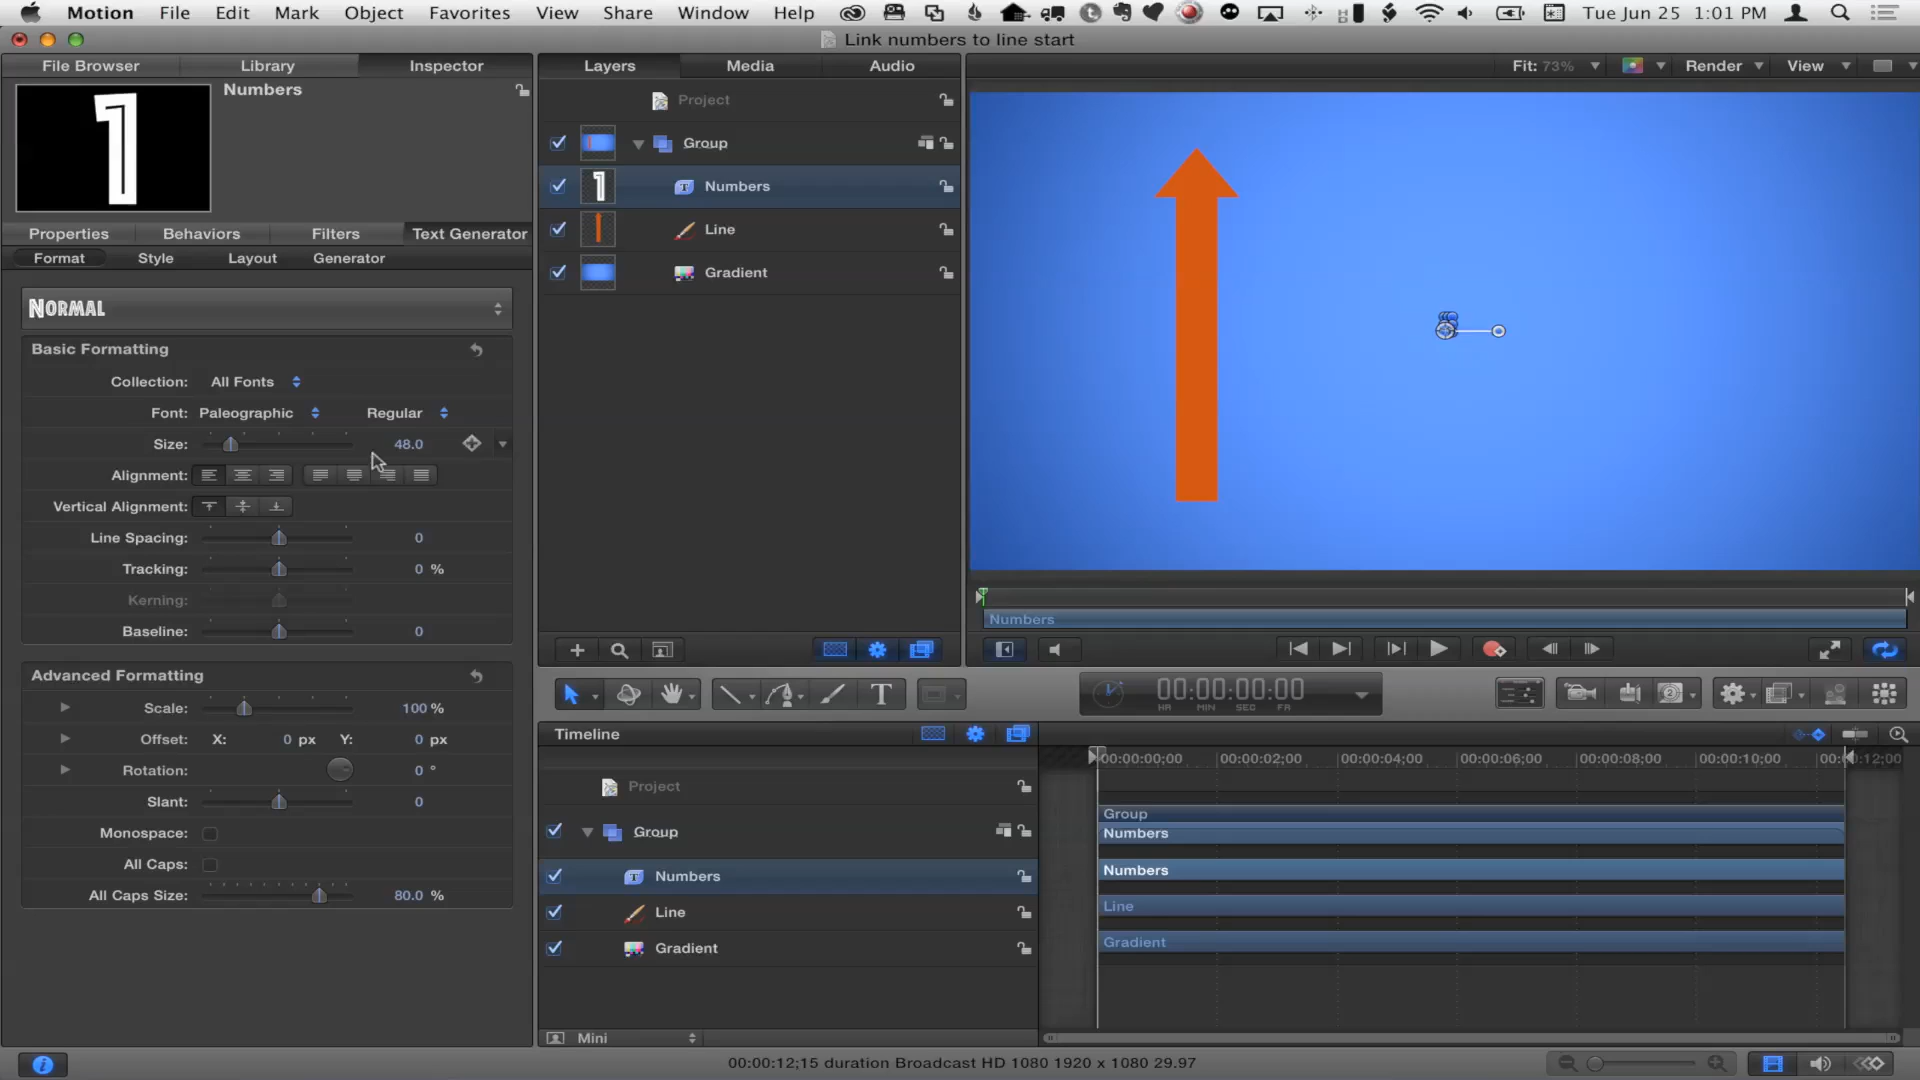 Motion File Edit Mark Object Favorites View Share Window Help Tue Jun 25 1:01 PM
Link numbers to line start
File Browser Library Inspector
Layers Media Audio
Fit: 73% Render View
Numbers
1
Project
Group
1 Numbers
Line
Gradient
Properties Behaviors Filters Text Generator
Format Style Layout Generator
NORMAL
Basic Formatting
Collection: All Fonts
Font: Paleographic Regular
Size: 48.0
Alignment:
Vertical Alignment:
Line Spacing: 0
Tracking: 0 %
Kerning:
Baseline: 0
Advanced Formatting
Scale: 100 %
Offset: X: 0 px Y: 0 px
Rotation: 0 °
Slant: 0
Monospace:
All Caps:
All Caps Size: 80.0 %
Numbers
T
00:00:00:00
HR MIN SEC FR
Timeline
00:00:00;00 00:00:02;00 00:00:04;00 00:00:06;00 00:00:08;00 00:00:10;00
Project
Group
Numbers
Line
Gradient
Group
Numbers
Numbers
Line
Gradient
Mini
00:00:12;15 duration Broadcast HD 1080 1920 x 1080 29.97